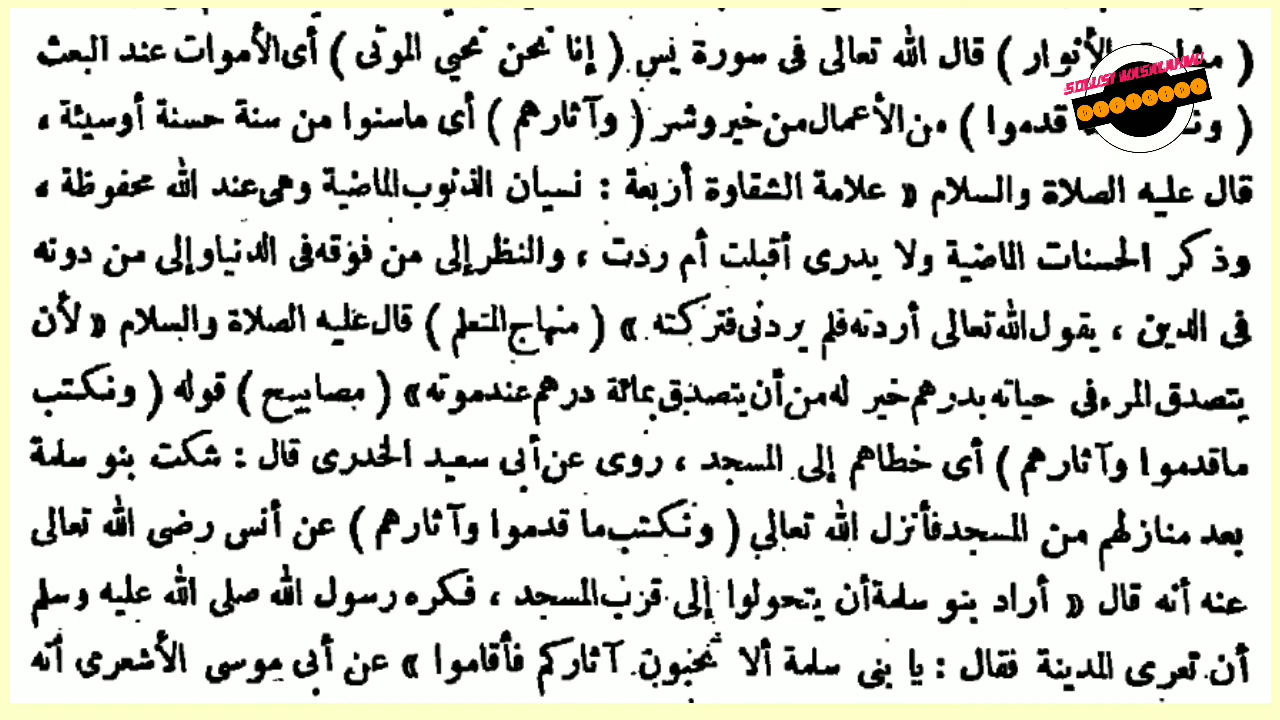 ( الأنوار ) قال الله تعالى فى سورة يس ( إنا نحن نحيي الموتى ) أى الأموات عند البعث
( قدموا ) من الأعمال من خير وشر ( وآثارهم ) أى ماسنوا من سنة حسنة أوسيئة ،
قال عليه الصلاة والسلام « علامة الشقاوة أربعة : نسيان الذنوب الماضية وهى عند الله محفوظة ،
وذكر الحسنات الماضية ولا يدرى أقبلت أم ردت ، والنظر إلى من فوقه فى الدنيا وإلى من دونه
فى الدين ، يقول الله تعالى أردته فلم يردنى فتركته » ( منهاج المتعلم ) قال عليه الصلاة والسلام « لأن
يتصدق المرء فى حياته بدرهم خير له من أن يتصدق بمائة درهم عند موته » ( مصابيح ) قوله ( ونكتب
ماقدموا وآثارهم ) أى خطاهم إلى المسجد ، روى عن أبى سعيد الخدرى قال : شكت بنو سلمة
بعد منازلهم من المسجد فأنزل الله تعالى ( ونكتب ما قدموا وآثارهم ) عن أنس رضى الله تعالى
عنه أنه قال « أراد بنو سلمة أن يتحولوا إلى قرب المسجد ، فكره رسول الله صلى الله عليه وسلم
أن تعرى المدينة فقال : يا بنى سلمة ألا تحتسبون آثاركم فأقاموا » عن أبى موسى الأشعرى أنه